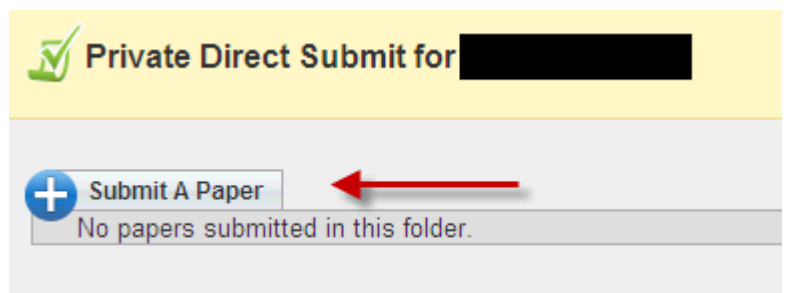 Private Direct Submit for
Submit A Paper
No papers submitted in this folder.